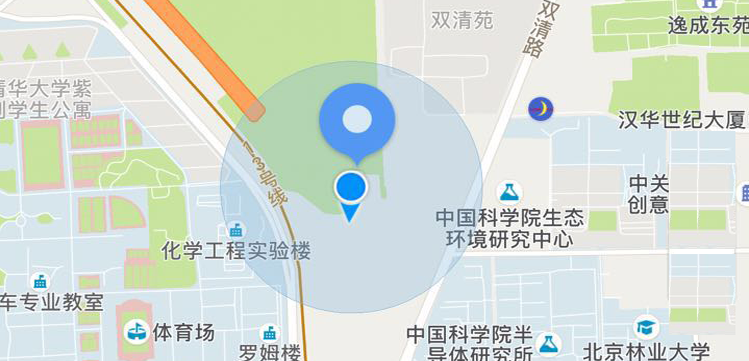 双清苑
双清路
逸成东苑
清华大学紫
荆学生公寓
汉华世纪大厦
13号线
中关
创意
中国科学院生态
环境研究中心
化学工程实验楼
车专业教室
体育场
罗姆楼
中国科学院半
导体研究所
北京林业大学